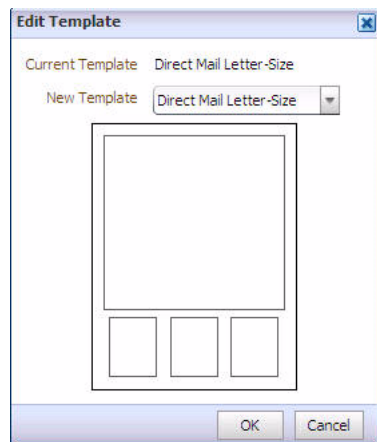 Edit Template
Current Template Direct Mail Letter-Size
New Template Direct Mail Letter-Size
OK Cancel